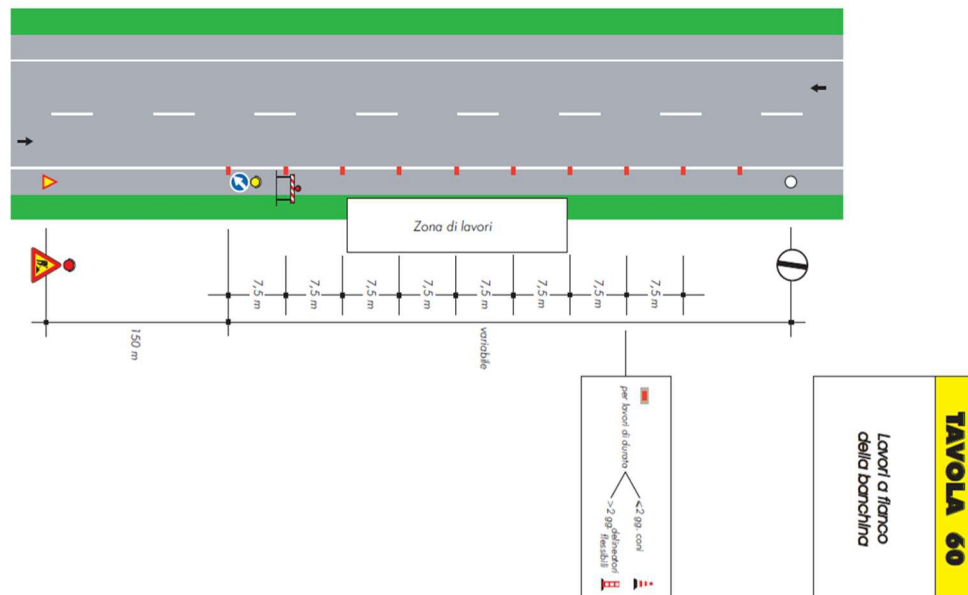 TAVOLA 60
Lavori a fianco
della banchina
Zona di lavori
7,5 m
7,5 m
7,5 m
7,5 m
7,5 m
7,5 m
7,5 m
7,5 m
150 m
variabile
per lavori di durata
<2 gg. coni
>2 gg. delineatori
flessibili